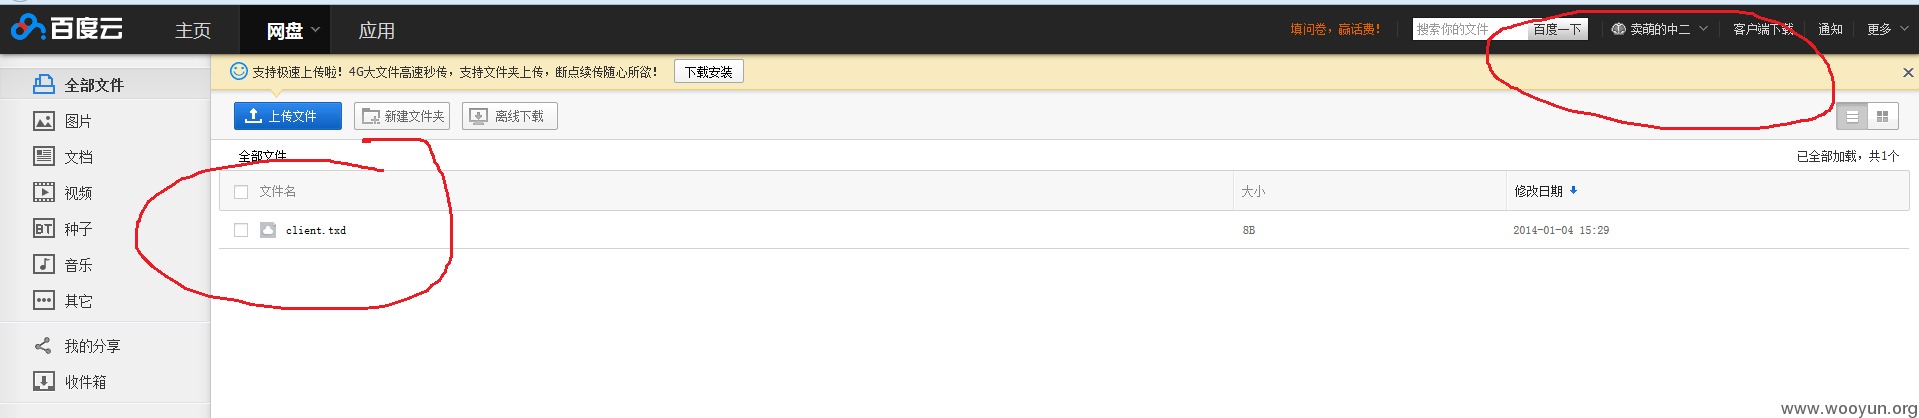 百度云 主页 网盘 应用 填问卷，赢话费！ 搜索你的文件 百度一下 卖萌的中二 客户端下载 通知 更多
支持极速上传啦！4G大文件高速秒传，支持文件夹上传，断点续传随心所欲！ 下载安装
全部文件
图片
文档
视频
BT 种子
音乐
其它
我的分享
收件箱
上传文件 新建文件夹 离线下载
全部文件 已全部加载，共1个
文件名 大小 修改日期
client.txd 8B 2014-01-04 15:29
www.wooyun.org